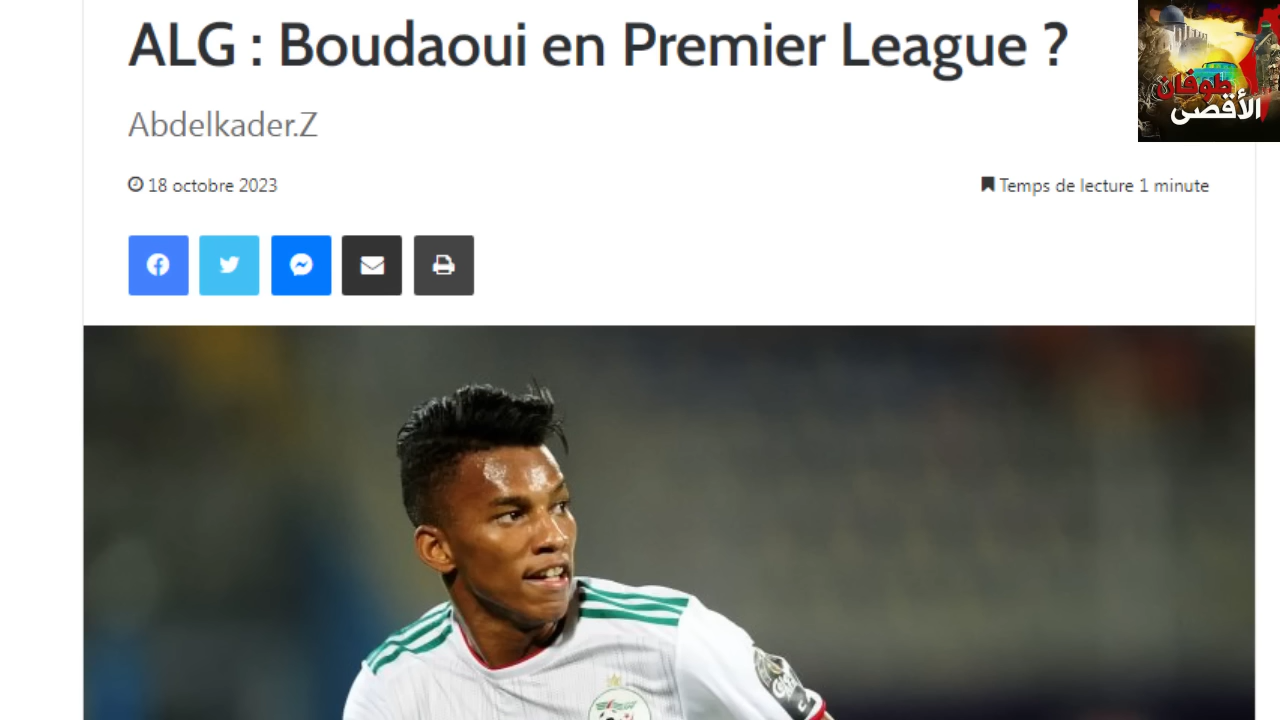 ALG : Boudaoui en Premier League ?
Abdelkader.Z
18 octobre 2023
Temps de lecture 1 minute
طوفان
الأقصى